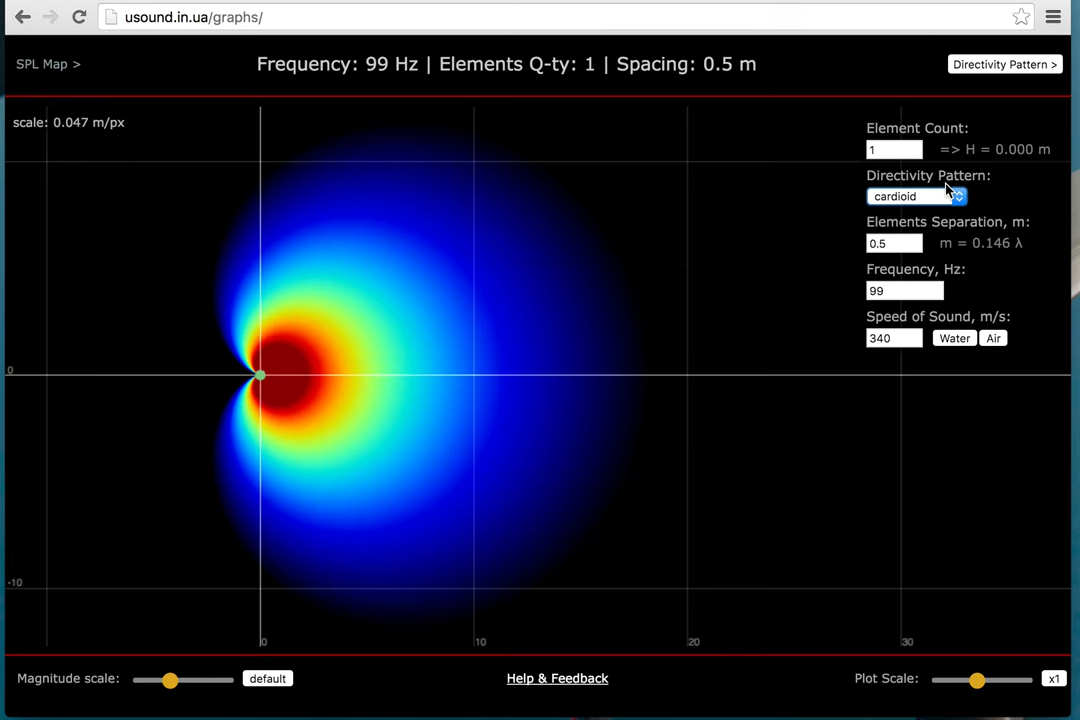 usound.in.ua/graphs/
SPL Map >
Frequency: 99 Hz | Elements Q-ty: 1 | Spacing: 0.5 m
Directivity Pattern >
scale: 0.047 m/px
Element Count:
1
=> H = 0.000 m
Directivity Pattern:
cardioid
Elements Separation, m:
0.5
m = 0.146 λ
Frequency, Hz:
99
Speed of Sound, m/s:
340
Water
Air
0
-10
0
10
20
30
Magnitude scale:
default
Help & Feedback
Plot Scale:
x1